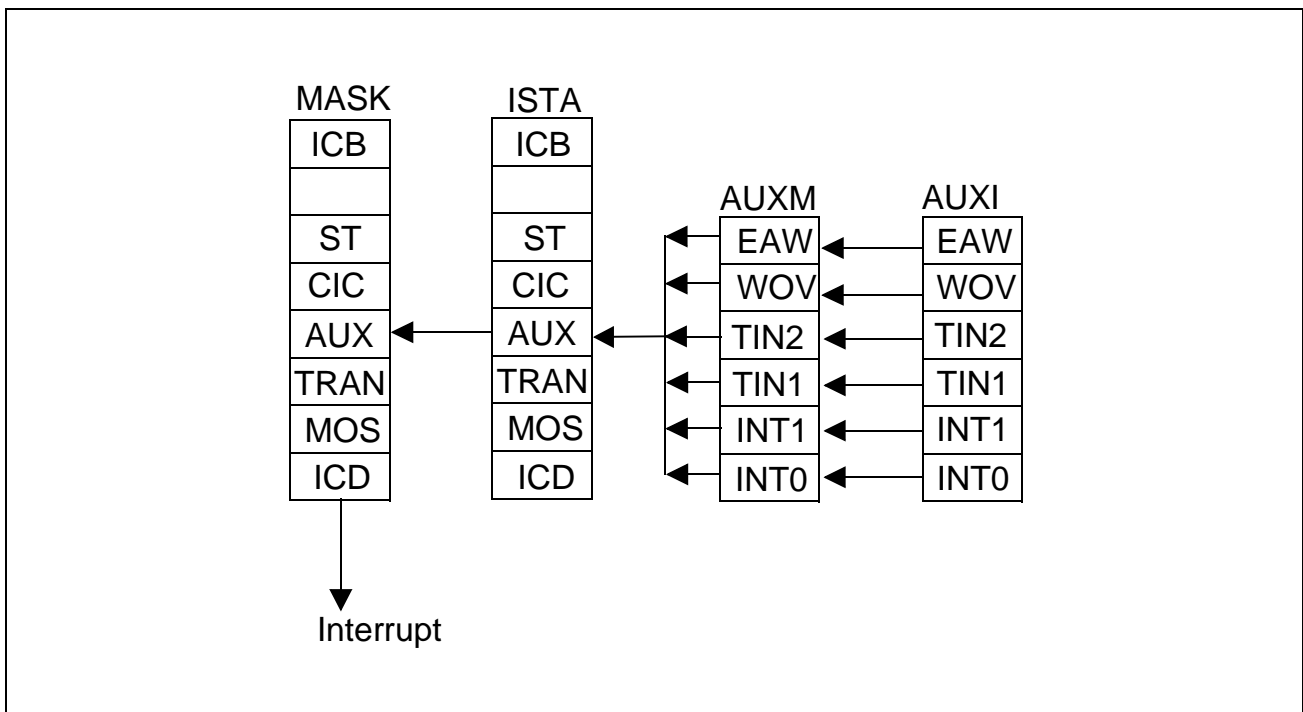 MASK
ICB
ST
CIC
AUX
TRAN
MOS
ICD
Interrupt
ISTA
ICB
ST
CIC
AUX
TRAN
MOS
ICD
AUXM
EAW
WOV
TIN2
TIN1
INT1
INT0
AUXI
EAW
WOV
TIN2
TIN1
INT1
INT0